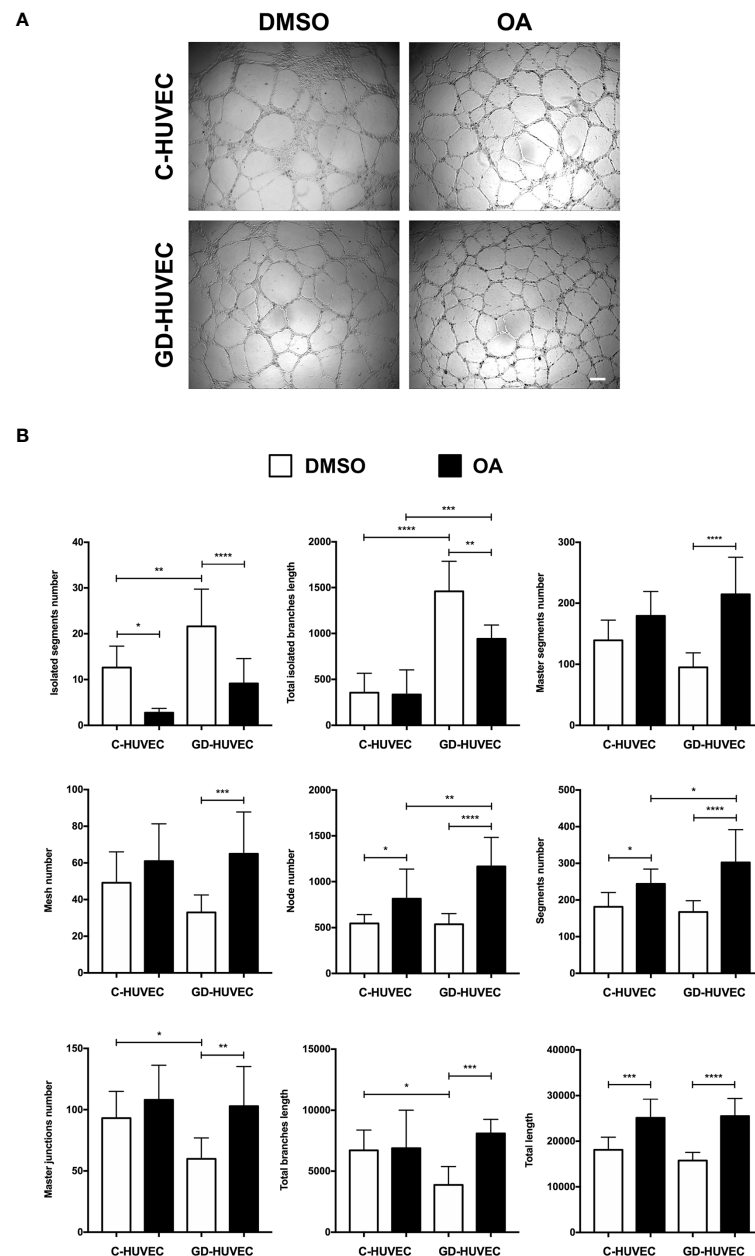 A
DMSO OA
C-HUVEC
GD-HUVEC
B
DMSO OA
Isolated segments number
40
30
20
10
0
** **** *
C-HUVEC GD-HUVEC
Total isolated branches length
2000
1500
1000
500
0
*** **** **
C-HUVEC GD-HUVEC
Master segments number
300
200
100
0
****
C-HUVEC GD-HUVEC
Mesh number
100
80
60
40
20
0
***
C-HUVEC GD-HUVEC
Node number
2000
1500
1000
500
0
** **** *
C-HUVEC GD-HUVEC
Segments number
500
400
300
200
100
0
* **** *
C-HUVEC GD-HUVEC
Master junctions number
150
100
50
0
* **
C-HUVEC GD-HUVEC
Total branches length
15000
10000
5000
0
*** *
C-HUVEC GD-HUVEC
Total length
40000
30000
20000
10000
0
*** ****
C-HUVEC GD-HUVEC